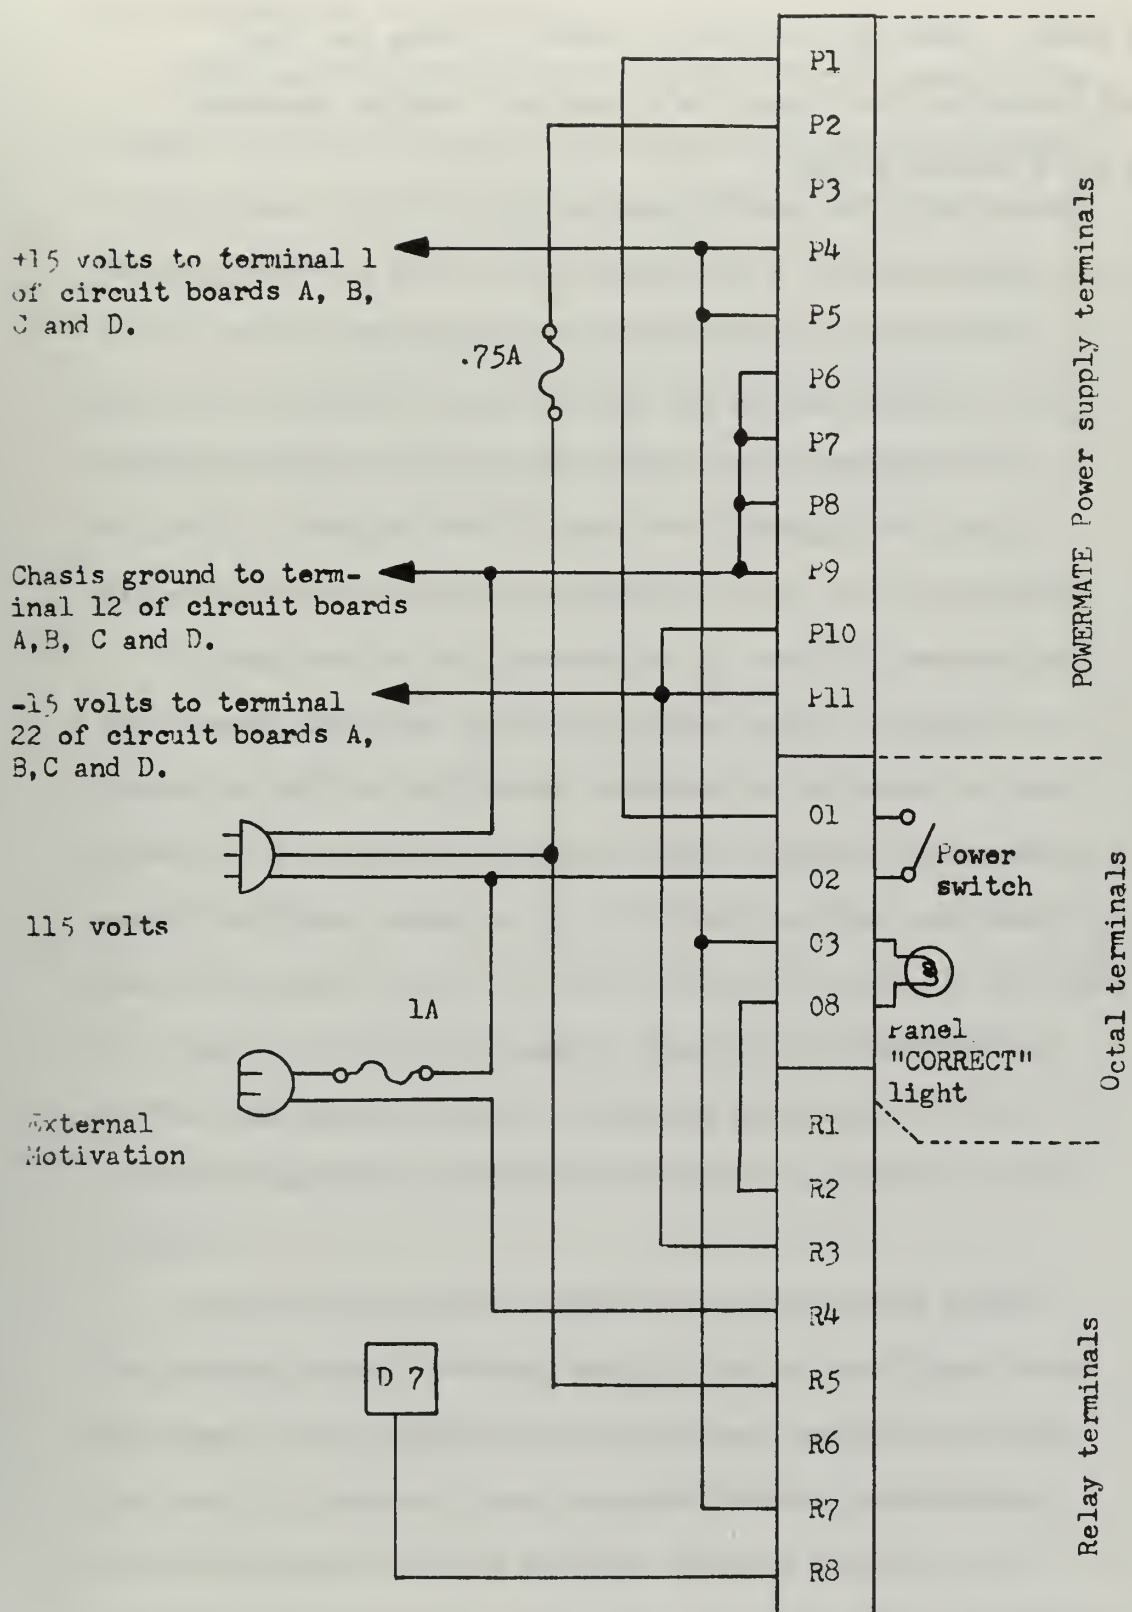 P1
P2
P3
+15 volts to terminal 1
of circuit boards A, B,
C and D.
P4
P5
.75A
P6
P7
P8
Chasis ground to term-
inal 12 of circuit boards
A,B, C and D.
P9
P10
-15 volts to terminal
22 of circuit boards A,
B,C and D.
P11
POWERMATE Power supply terminals
01
02
Power
switch
115 volts
03
08
1A
Panel
"CORRECT"
light
Octal terminals
External
Motivation
R1
R2
R3
R4
D 7
R5
R6
R7
R8
Relay terminals